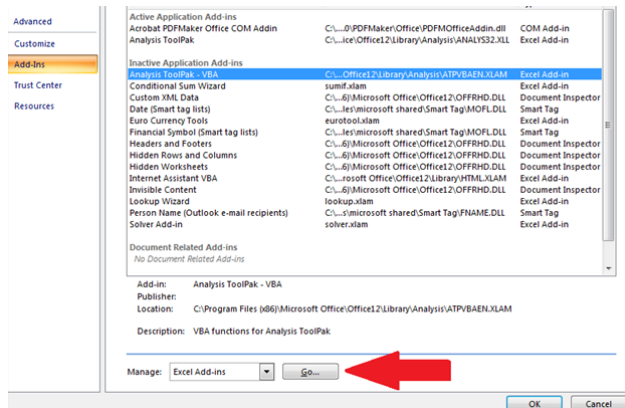 Advanced
Customize
Add-Ins
Trust Center
Resources
Active Application Add-ins
Acrobat PDFMaker Office COM Addin C:\...0\PDFMaker\Office\PDFMOfficeAddin.dll COM Add-in
Analysis ToolPak C:\...ice\Office12\Library\Analysis\ANALYS32.XLL Excel Add-in
Inactive Application Add-ins
Analysis ToolPak - VBA C:\...Office12\Library\Analysis\ATPVBAEN.XLAM Excel Add-in
Conditional Sum Wizard sumif.xlam Excel Add-in
Custom XML Data C:\...6)\Microsoft Office\Office12\OFFRHD.DLL Document Inspector
Date (Smart tag lists) C:\...les\microsoft shared\Smart Tag\MOFL.DLL Smart Tag
Euro Currency Tools eurotool.xlam Excel Add-in
Financial Symbol (Smart tag lists) C:\...les\microsoft shared\Smart Tag\MOFL.DLL Smart Tag
Headers and Footers C:\...6)\Microsoft Office\Office12\OFFRHD.DLL Document Inspector
Hidden Rows and Columns C:\...6)\Microsoft Office\Office12\OFFRHD.DLL Document Inspector
Hidden Worksheets C:\...6)\Microsoft Office\Office12\OFFRHD.DLL Document Inspector
Internet Assistant VBA C:\...rosoft Office\Office12\Library\HTML.XLAM Excel Add-in
Invisible Content C:\...6)\Microsoft Office\Office12\OFFRHD.DLL Document Inspector
Lookup Wizard lookup.xlam Excel Add-in
Person Name (Outlook e-mail recipients) C:\...s\microsoft shared\Smart Tag\FNAME.DLL Smart Tag
Solver Add-in solver.xlam Excel Add-in
Document Related Add-ins
No Document Related Add-ins
Add-in: Analysis ToolPak - VBA
Publisher:
Location: C:\Program Files (x86)\Microsoft Office\Office12\Library\Analysis\ATPVBAEN.XLAM
Description: VBA functions for Analysis ToolPak
Manage: Excel Add-ins Go...
OK Cancel